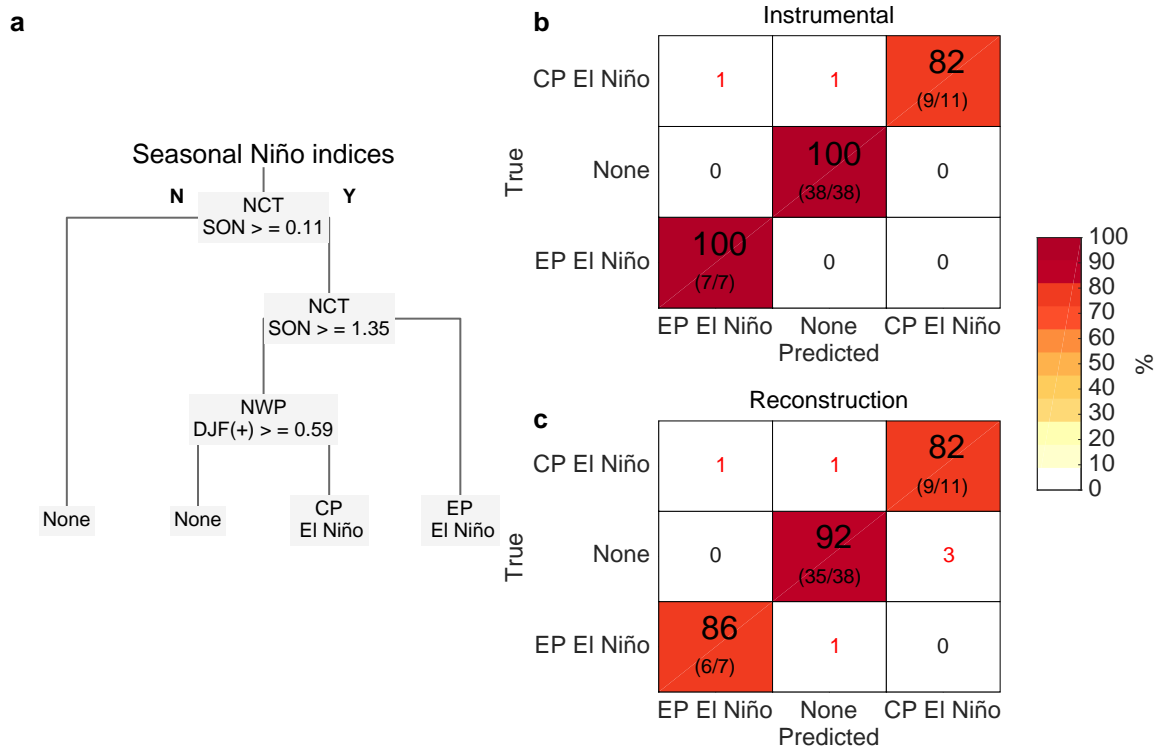 a
Seasonal Niño indices
N
Y
NCT
SON > = 0.11
NCT
SON > = 1.35
NWP
DJF(+) > = 0.59
None
None
CP
El Niño
EP
El Niño
b
Instrumental
True
CP El Niño
1
1
82
(9/11)
None
0
100
(38/38)
0
EP El Niño
100
(7/7)
0
0
EP El Niño
None
CP El Niño
Predicted
c
Reconstruction
True
CP El Niño
1
1
82
(9/11)
None
0
92
(35/38)
3
EP El Niño
86
(6/7)
1
0
EP El Niño
None
CP El Niño
Predicted
100
90
80
70
60
50
40
30
20
10
0
%